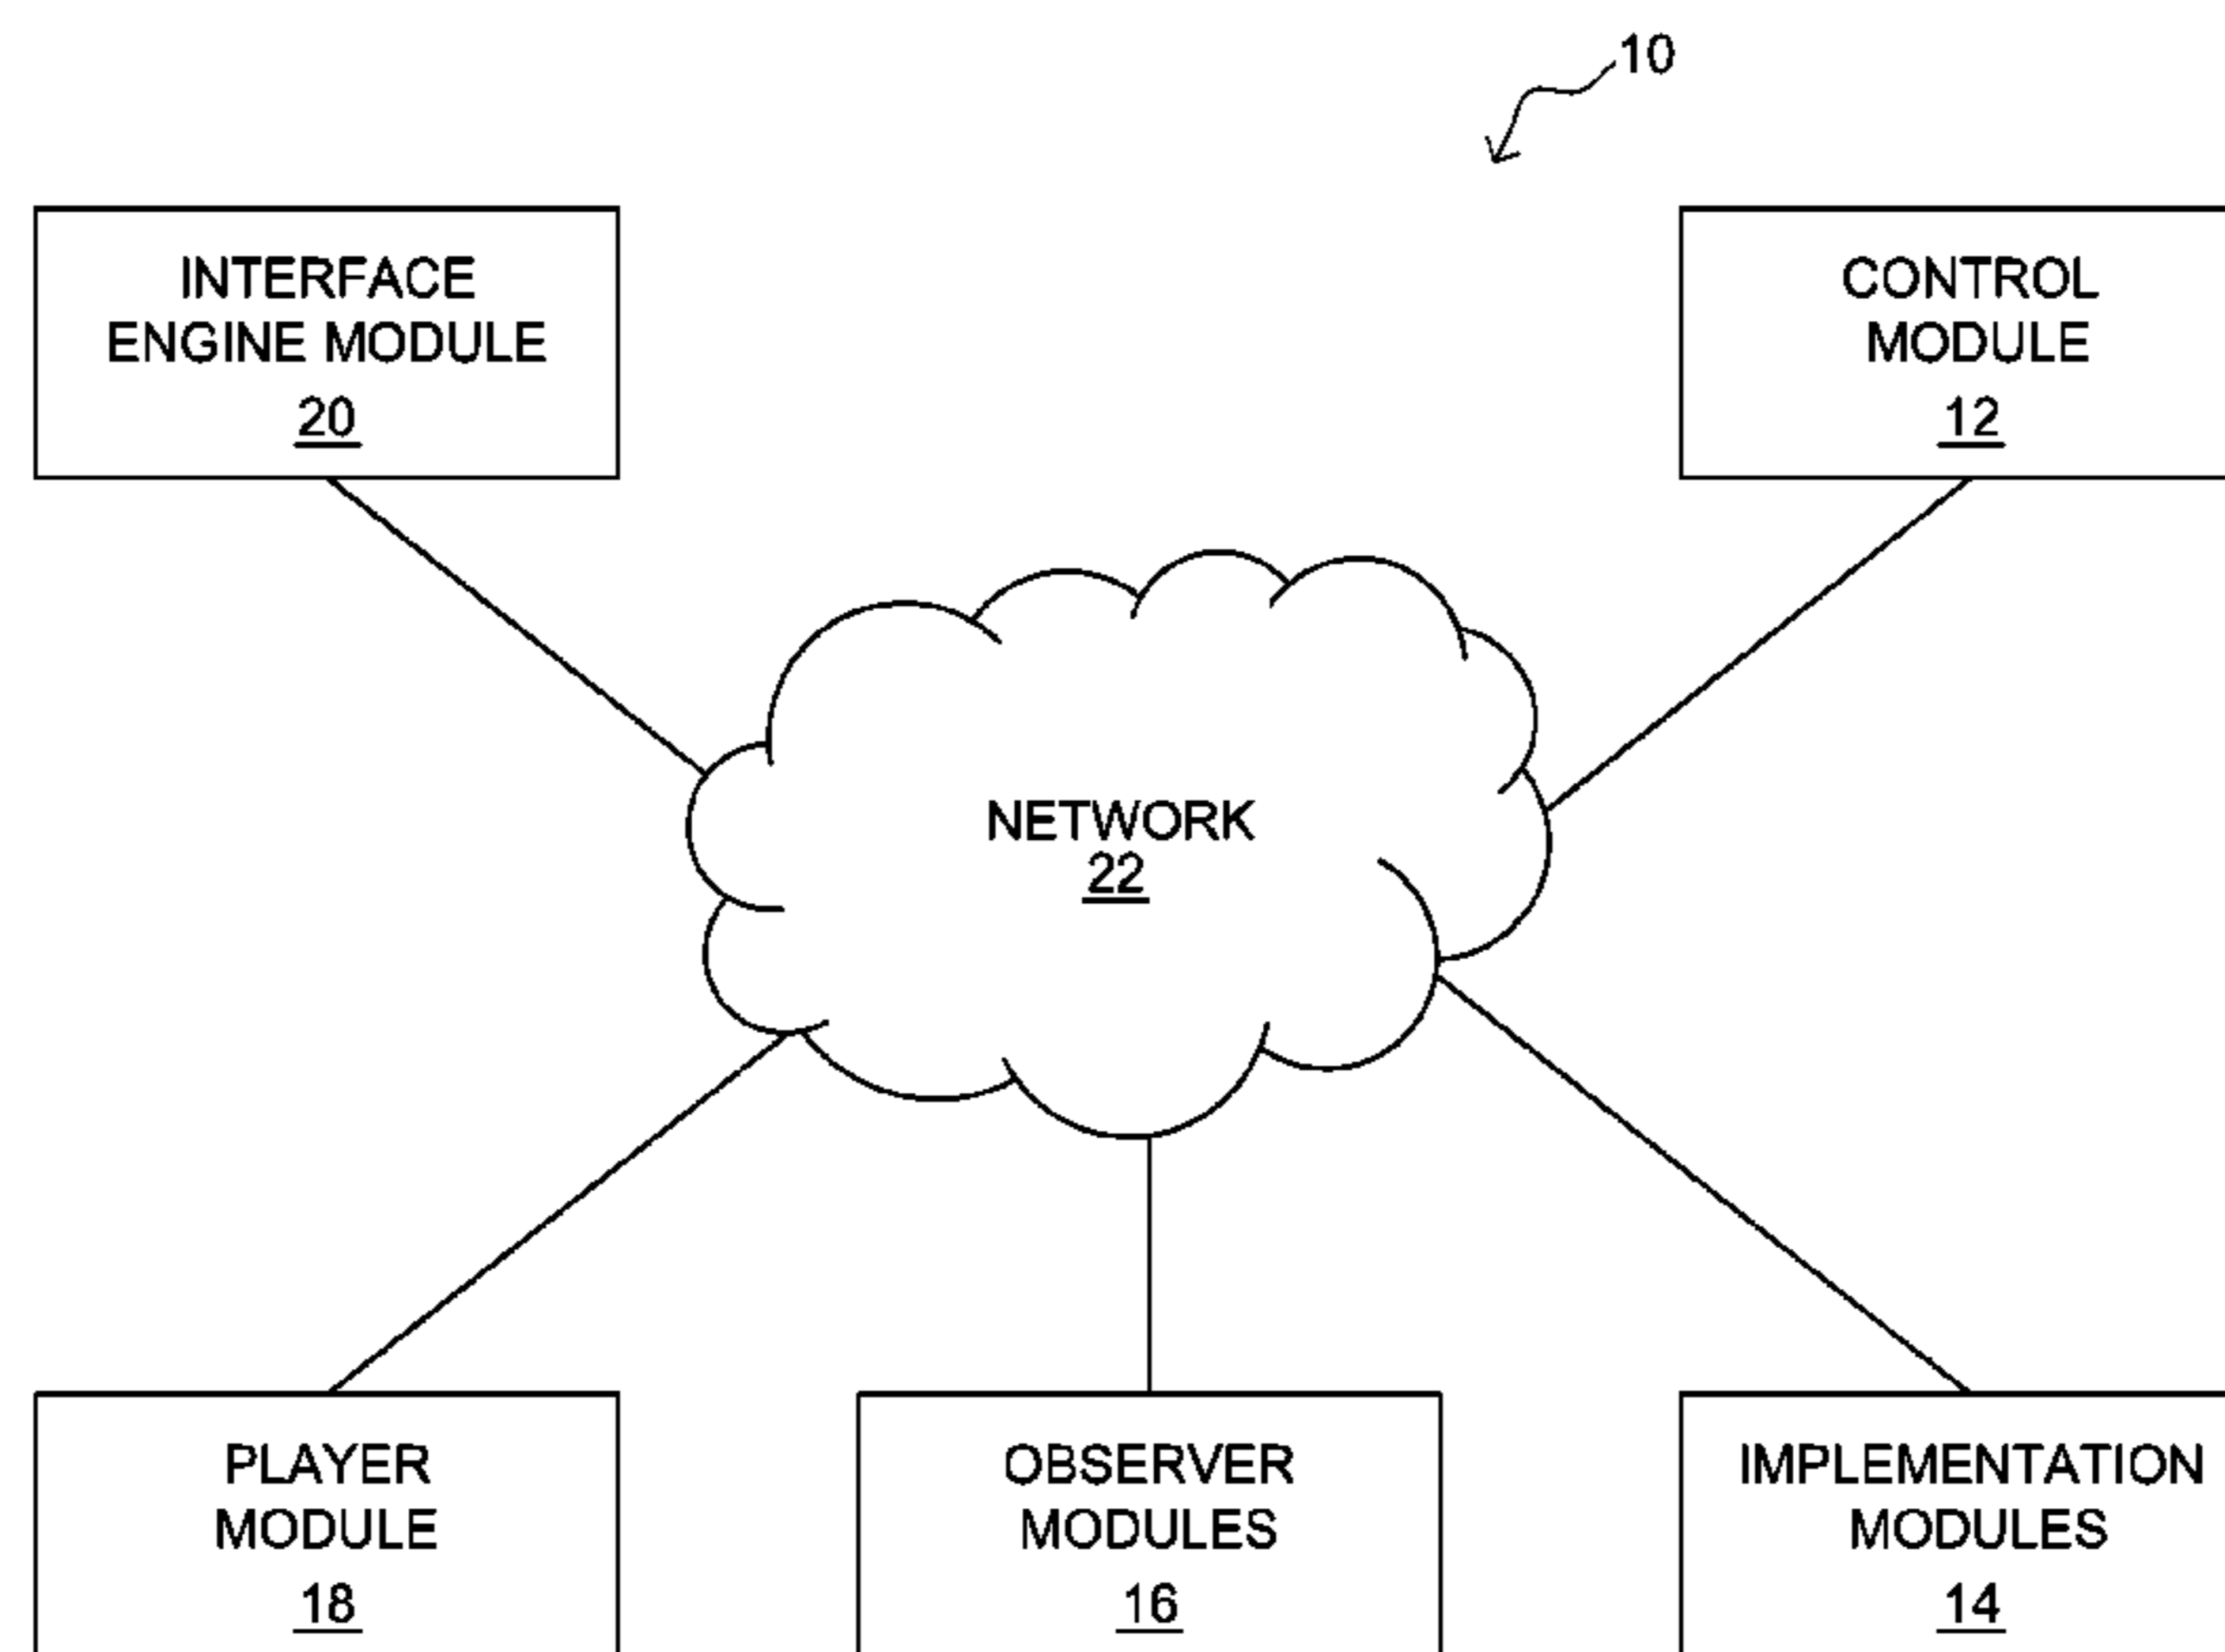 10
INTERFACE
ENGINE MODULE
20
CONTROL
MODULE
12
NETWORK
22
PLAYER
MODULE
18
OBSERVER
MODULES
16
IMPLEMENTATION
MODULES
14